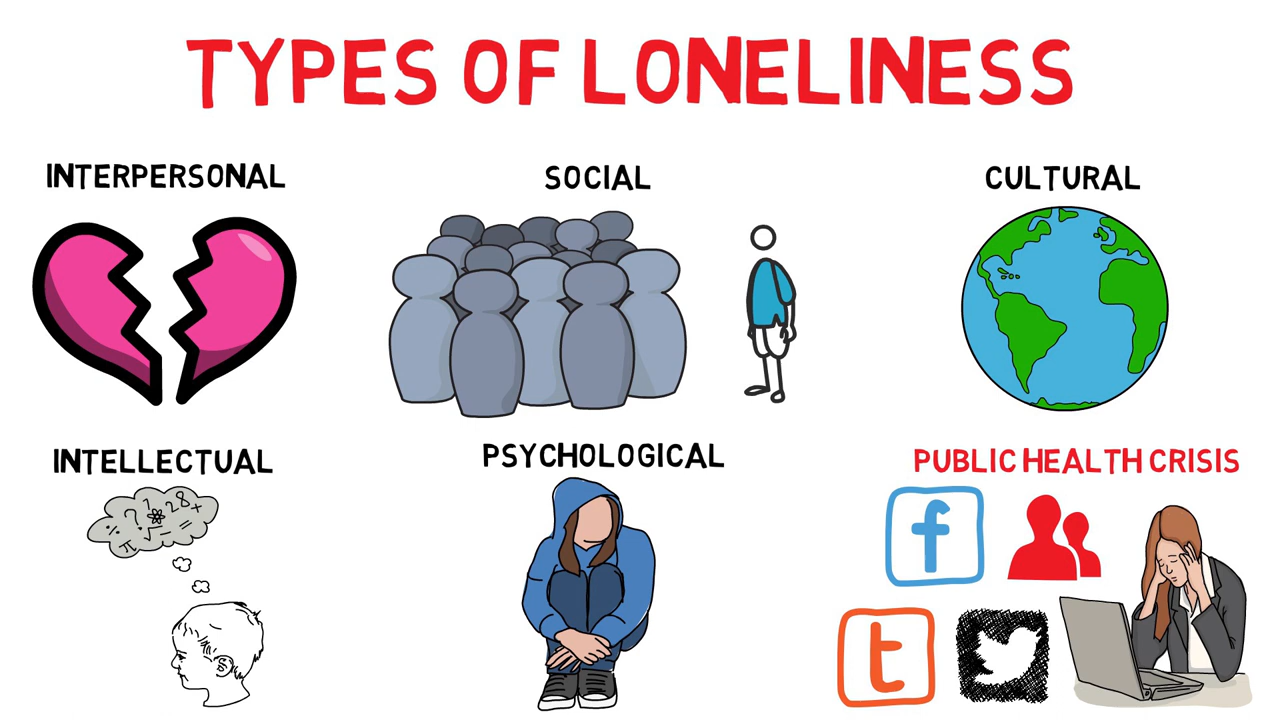 TYPES OF LONELINESS
INTERPERSONAL
SOCIAL
CULTURAL
INTELLECTUAL
PSYCHOLOGICAL
PUBLIC HEALTH CRISIS
f
t